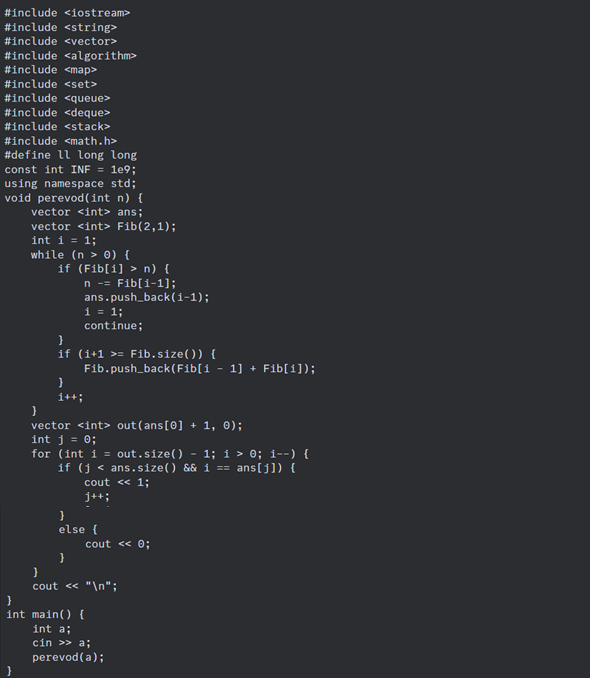 #include <iostream>
#include <string>
#include <vector>
#include <algorithm>
#include <map>
#include <set>
#include <queue>
#include <deque>
#include <stack>
#include <math.h>
#define ll long long
const int INF = 1e9;
using namespace std;
void perevod(int n) {
    vector <int> ans;
    vector <int> Fib(2,1);
    int i = 1;
    while (n > 0) {
        if (Fib[i] > n) {
            n -= Fib[i-1];
            ans.push_back(i-1);
            i = 1;
            continue;
        }
        if (i+1 >= Fib.size()) {
            Fib.push_back(Fib[i - 1] + Fib[i]);
        }
        i++;
    }
    vector <int> out(ans[0] + 1, 0);
    int j = 0;
    for (int i = out.size() - 1; i > 0; i--) {
        if (j < ans.size() && i == ans[j]) {
            cout << 1;
            j++;
        }
        else {
            cout << 0;
        }
    }
    cout << "\n";
}
int main() {
    int a;
    cin >> a;
    perevod(a);
}